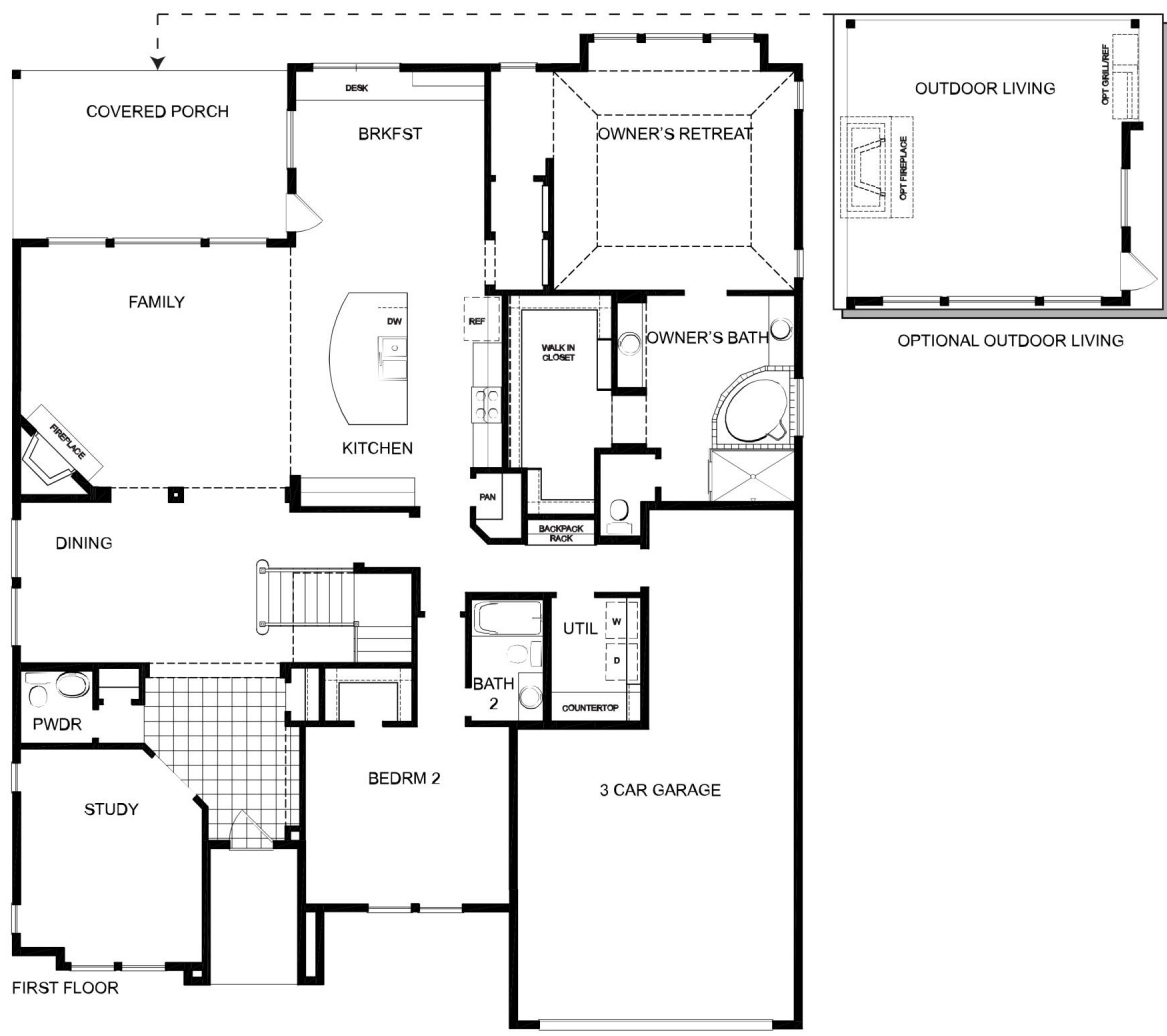 OUTDOOR LIVING
OPT GRILL/REF
OPT FIREPLACE
OPTIONAL OUTDOOR LIVING
COVERED PORCH
DESK
BRKFST
OWNER'S RETREAT
FAMILY
DW
REF
WALK IN
CLOSET
OWNER'S BATH
FIREPLACE
KITCHEN
PAN
BACKPACK
RACK
DINING
UTIL
W
D
BATH
2
COUNTERTOP
PWDR
STUDY
BEDRM 2
3 CAR GARAGE
FIRST FLOOR